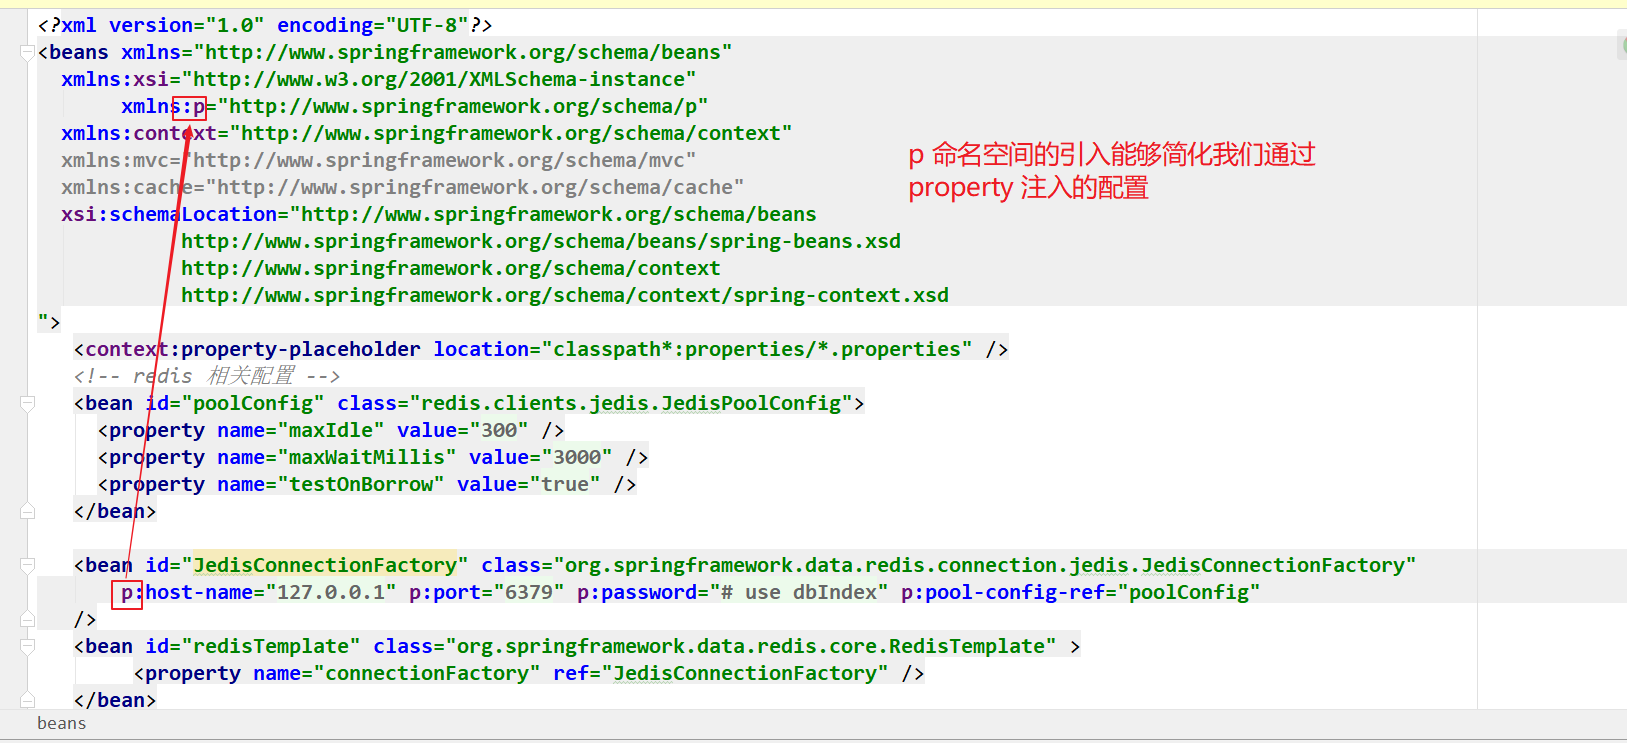 <?xml version="1.0" encoding="UTF-8"?>
<beans xmlns="http://www.springframework.org/schema/beans"
xmlns:xsi="http://www.w3.org/2001/XMLSchema-instance"
xmlns:p="http://www.springframework.org/schema/p"
xmlns:context="http://www.springframework.org/schema/context"
xmlns:mvc="http://www.springframework.org/schema/mvc"
xmlns:cache="http://www.springframework.org/schema/cache"
xsi:schemaLocation="http://www.springframework.org/schema/beans
http://www.springframework.org/schema/beans/spring-beans.xsd
http://www.springframework.org/schema/context
http://www.springframework.org/schema/context/spring-context.xsd
">
p 命名空间的引入能够简化我们通过
property 注入的配置
<context:property-placeholder location="classpath*:properties/*.properties" />
<!-- redis 相关配置 -->
<bean id="poolConfig" class="redis.clients.jedis.JedisPoolConfig">
<property name="maxIdle" value="300" />
<property name="maxWaitMillis" value="3000" />
<property name="testOnBorrow" value="true" />
</bean>
<bean id="JedisConnectionFactory" class="org.springframework.data.redis.connection.jedis.JedisConnectionFactory"
p:host-name="127.0.0.1" p:port="6379" p:password="# use dbIndex" p:pool-config-ref="poolConfig"
/>
<bean id="redisTemplate" class="org.springframework.data.redis.core.RedisTemplate" >
<property name="connectionFactory" ref="JedisConnectionFactory" />
</bean>
beans